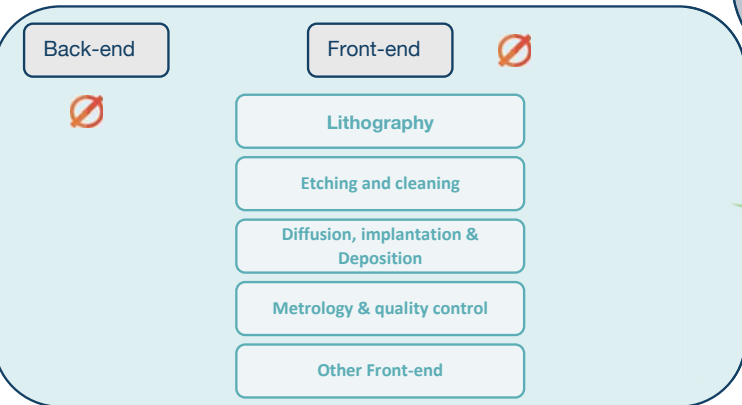 Back-end
Front-end
Lithography
Etching and cleaning
Diffusion, implantation &
Deposition
Metrology & quality control
Other Front-end